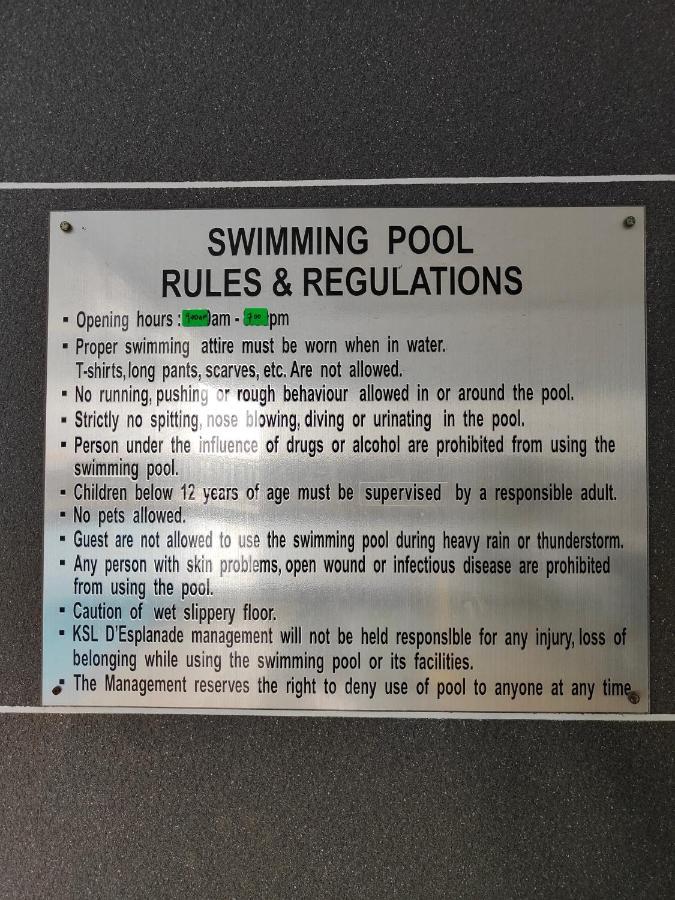 SWIMMING POOL
RULES & REGULATIONS
▪ Opening hours : am - 7 00 pm
▪ Proper swimming attire must be worn when in water.
T-shirts, long pants, scarves, etc. Are not allowed.
▪ No running, pushing or rough behaviour allowed in or around the pool.
▪ Strictly no spitting, nose blowing, diving or urinating in the pool.
▪ Person under the influence of drugs or alcohol are prohibited from using the
swimming pool.
▪ Children below 12 years of age must be supervised by a responsible adult.
▪ No pets allowed.
▪ Guest are not allowed to use the swimming pool during heavy rain or thunderstorm.
▪ Any person with skin problems, open wound or infectious disease are prohibited
from using the pool.
▪ Caution of wet slippery floor.
▪ KSL D'Esplanade management will not be held responslble for any injury, loss of
belonging while using the swimming pool or its facilities.
▪ The Management reserves the right to deny use of pool to anyone at any time.